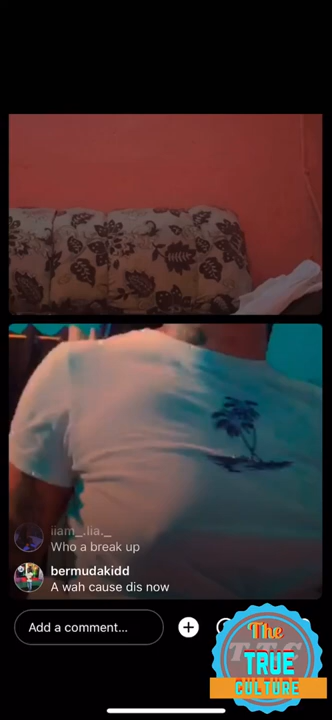 iiam_.lia._
Who a break up
bermudakidd
A wah cause dis now
Add a comment...
The
T.T.C
TRUE
CULTURE